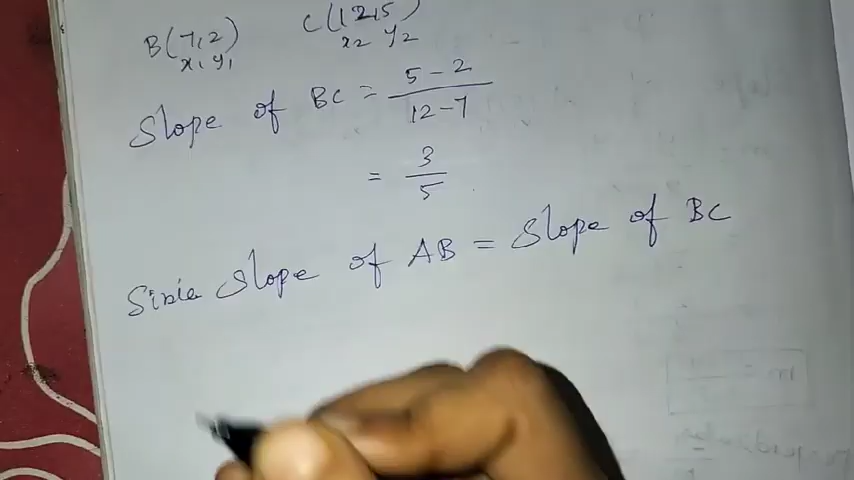 B(7,2) C(12,5)
x₁ y₁ x₂ y₂
Slope of BC = 5 - 2 / 12 - 7
= 3 / 5
Sinie Slope of AB = Slope of BC